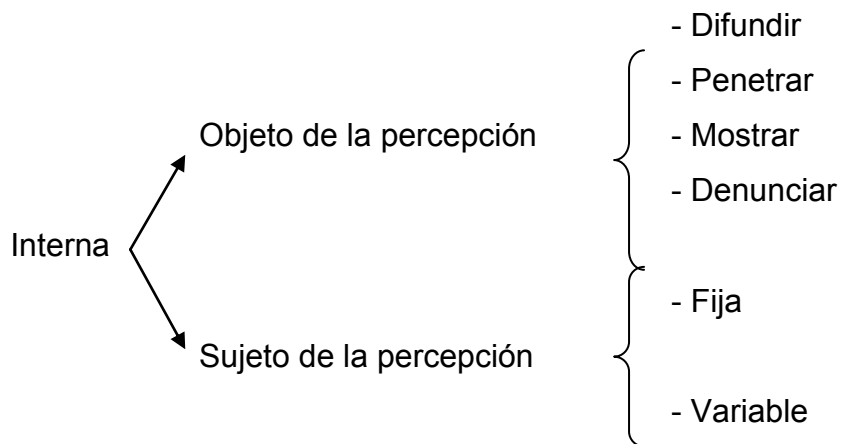 - Difundir
- Penetrar
Objeto de la percepción
- Mostrar
- Denunciar
Interna
- Fija
Sujeto de la percepción
- Variable